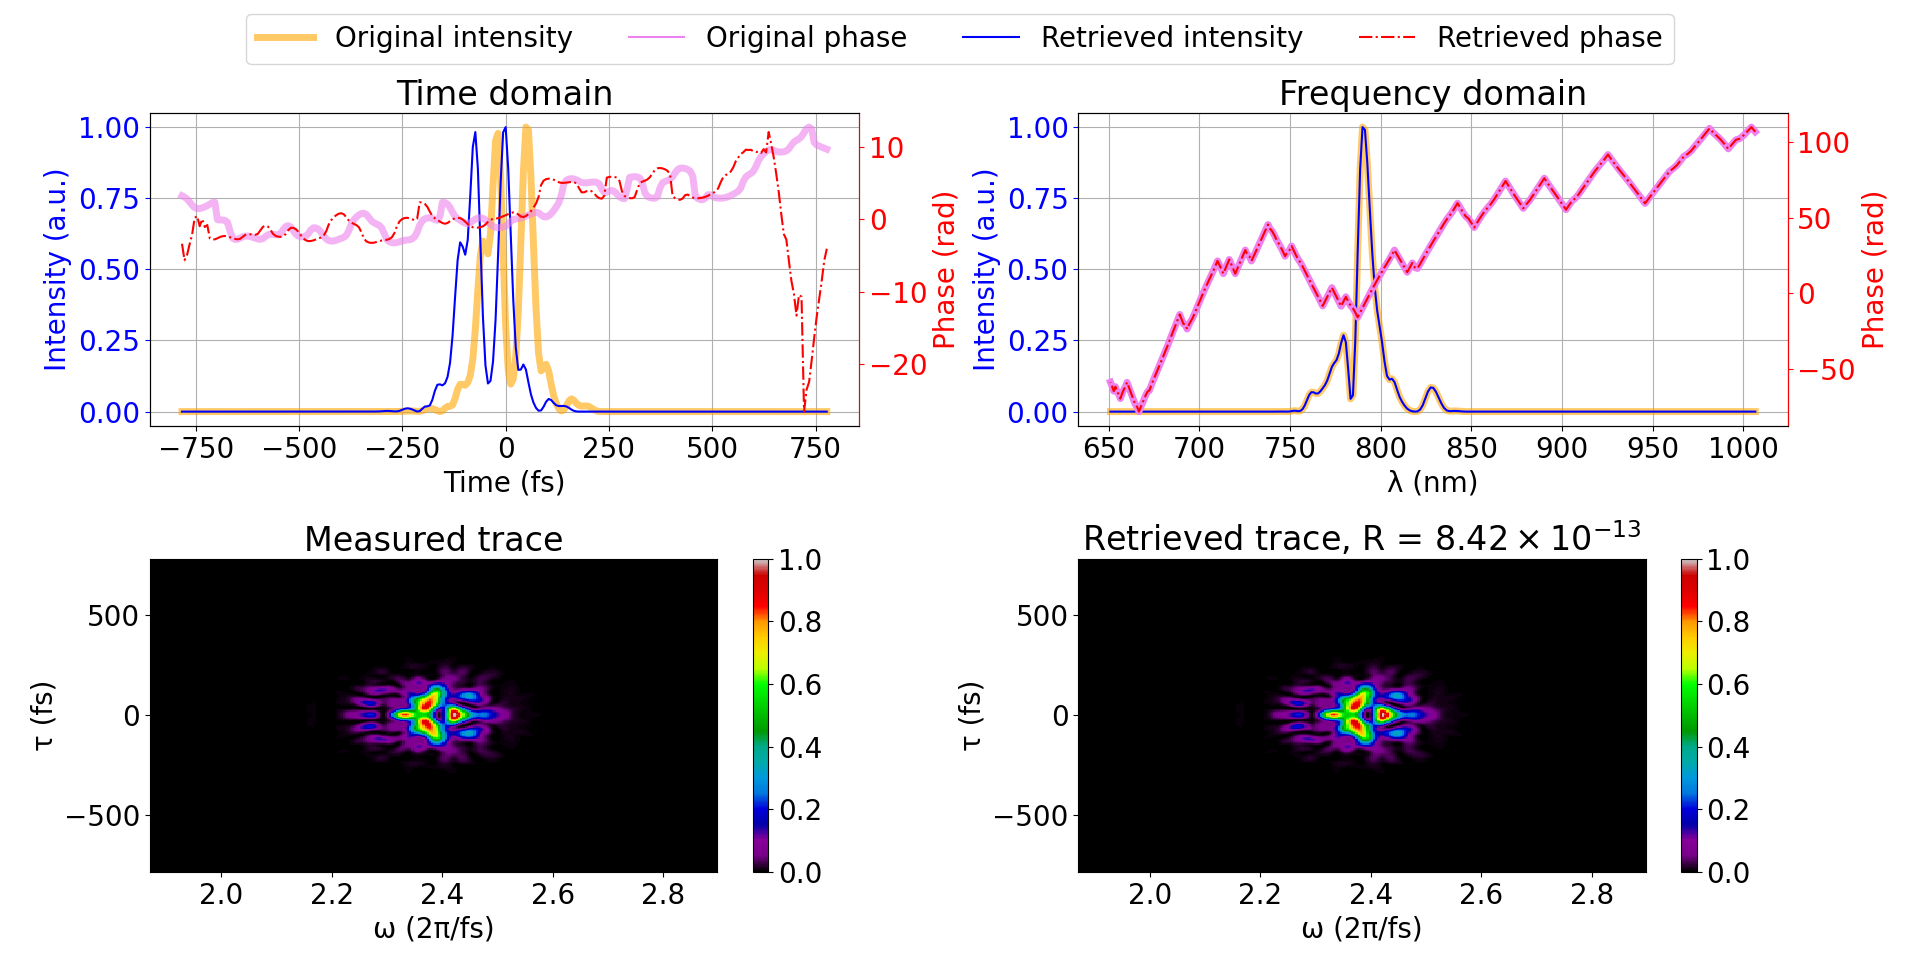 Original intensity Original phase Retrieved intensity Retrieved phase
Time domain
1.00
0.75
0.50
0.25
0.00
Intensity (a.u.)
10
0
−10
−20
Phase (rad)
−750 −500 −250 0 250 500 750
Time (fs)
Frequency domain
1.00
0.75
0.50
0.25
0.00
Intensity (a.u.)
100
50
0
−50
Phase (rad)
650 700 750 800 850 900 950 1000
λ (nm)
Measured trace
500
0
−500
τ (fs)
2.0 2.2 2.4 2.6 2.8
ω (2π/fs)
1.0
0.8
0.6
0.4
0.2
0.0
Retrieved trace, R = 8.42 × 10⁻¹³
500
0
−500
τ (fs)
2.0 2.2 2.4 2.6 2.8
ω (2π/fs)
1.0
0.8
0.6
0.4
0.2
0.0